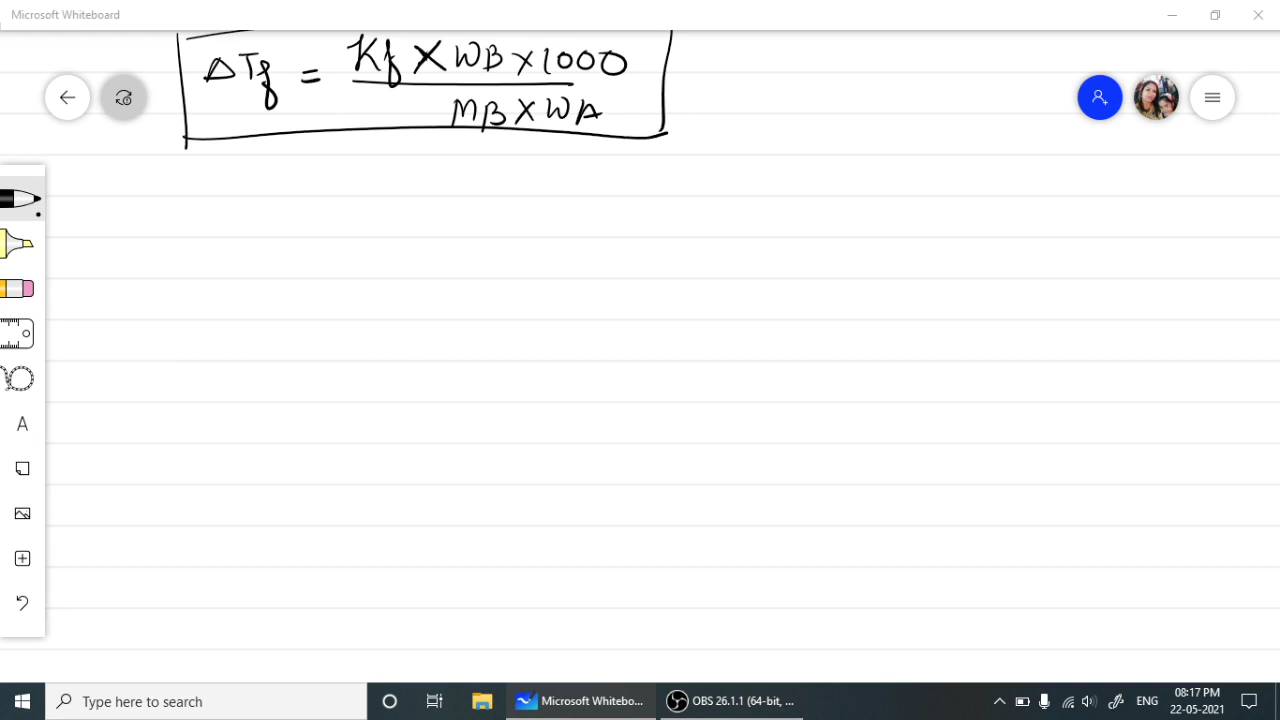 Microsoft Whiteboard
ΔTf = Kf X WB x 1000
MB X WA
A
Type here to search
Microsoft Whitebo...
OBS 26.1.1 (64-bit, ...
ENG
08:17 PM
22-05-2021